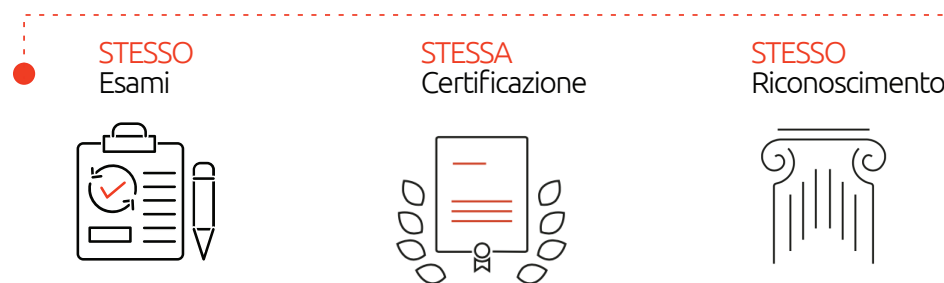 STESSO
Esami
STESSA
Certificazione
STESSO
Riconoscimento